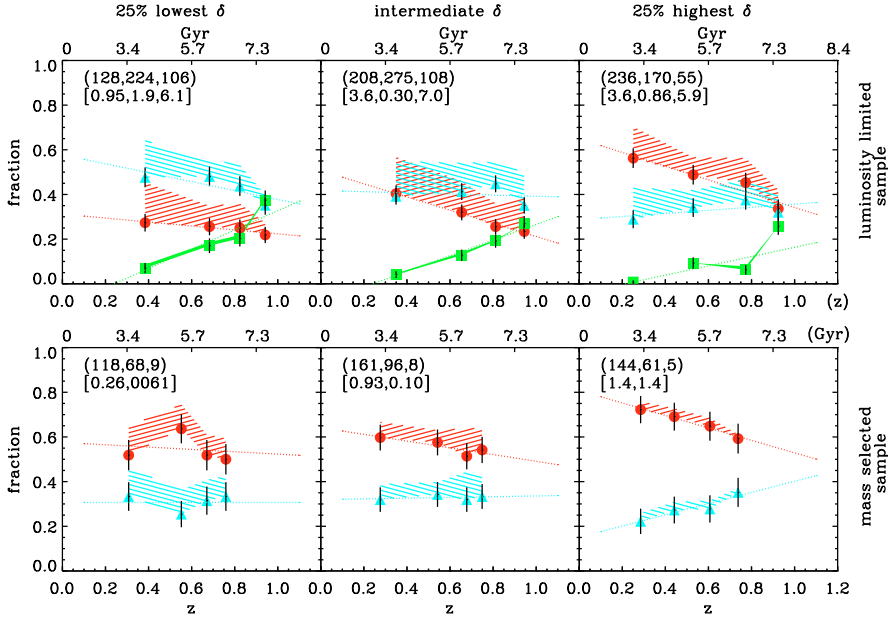 25% lowest δ intermediate δ 25% highest δ
Gyr Gyr Gyr
0 3.4 5.7 7.3 0 3.4 5.7 7.3 0 3.4 5.7 7.3 8.4
1.0
(128,224,106) (208,275,108) (236,170,55)
[0.95,1.9,6.1] [3.6,0.30,7.0] [3.6,0.86,5.9]
0.8
0.6
fraction
0.4
0.2
0.0
luminosity limited
sample
0.0 0.2 0.4 0.6 0.8 1.0 0.0 0.2 0.4 0.6 0.8 1.0 0.0 0.2 0.4 0.6 0.8 1.0 (z)
3.4 5.7 7.3 3.4 5.7 7.3 3.4 5.7 7.3 (Gyr)
1.0
(118,68,9) (161,96,8) (144,61,5)
[0.26,0061] [0.93,0.10] [1.4,1.4]
0.8
0.6
fraction
0.4
0.2
0.0
mass selected
sample
0.0 0.2 0.4 0.6 0.8 1.0 0.0 0.2 0.4 0.6 0.8 1.0 0.0 0.2 0.4 0.6 0.8 1.0 1.2
z z z